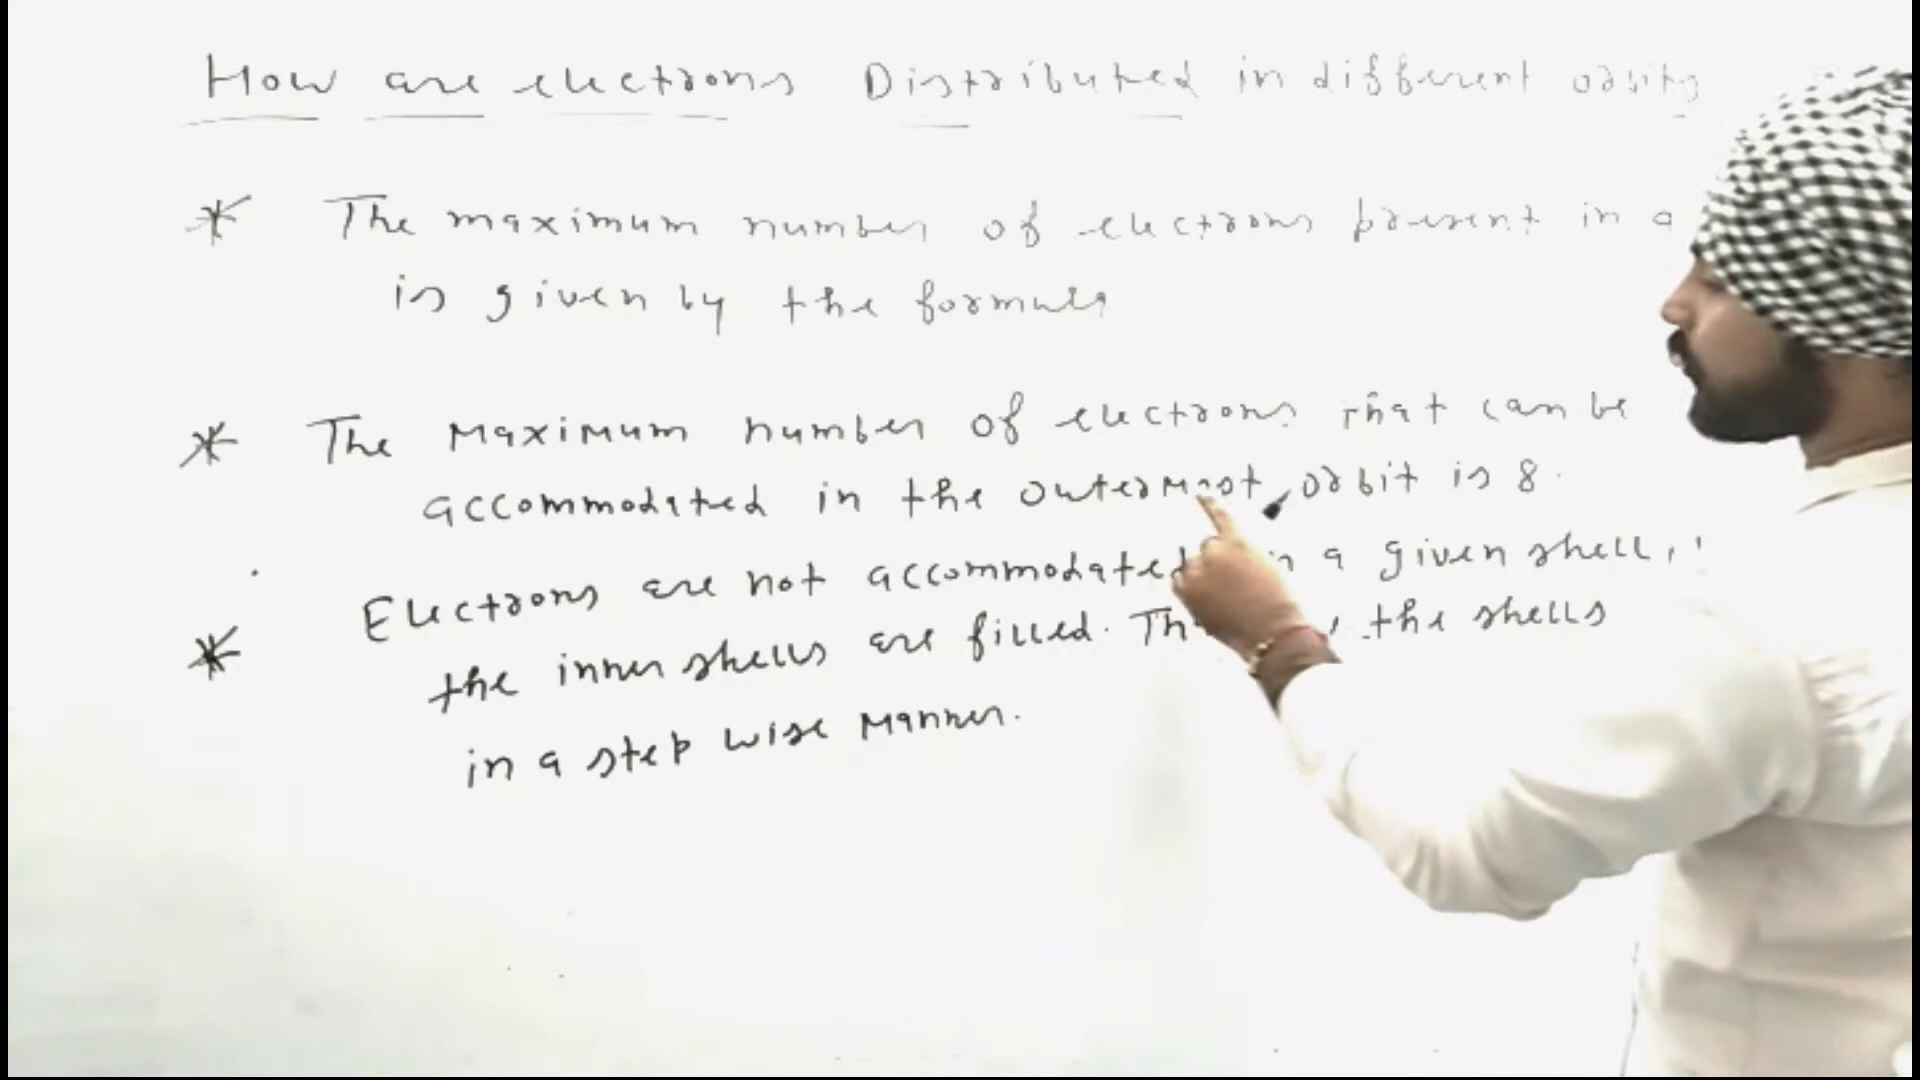 How are electrons Distributed in different orbits
* The maximum number of electrons present in a
is given by the formula
* The Maximum number of electrons that can be
accommodated in the outermost orbit is 8.
* Electrons are not accommodated in a given shell,
the inner shells are filled. the shells
in a step wise manner.